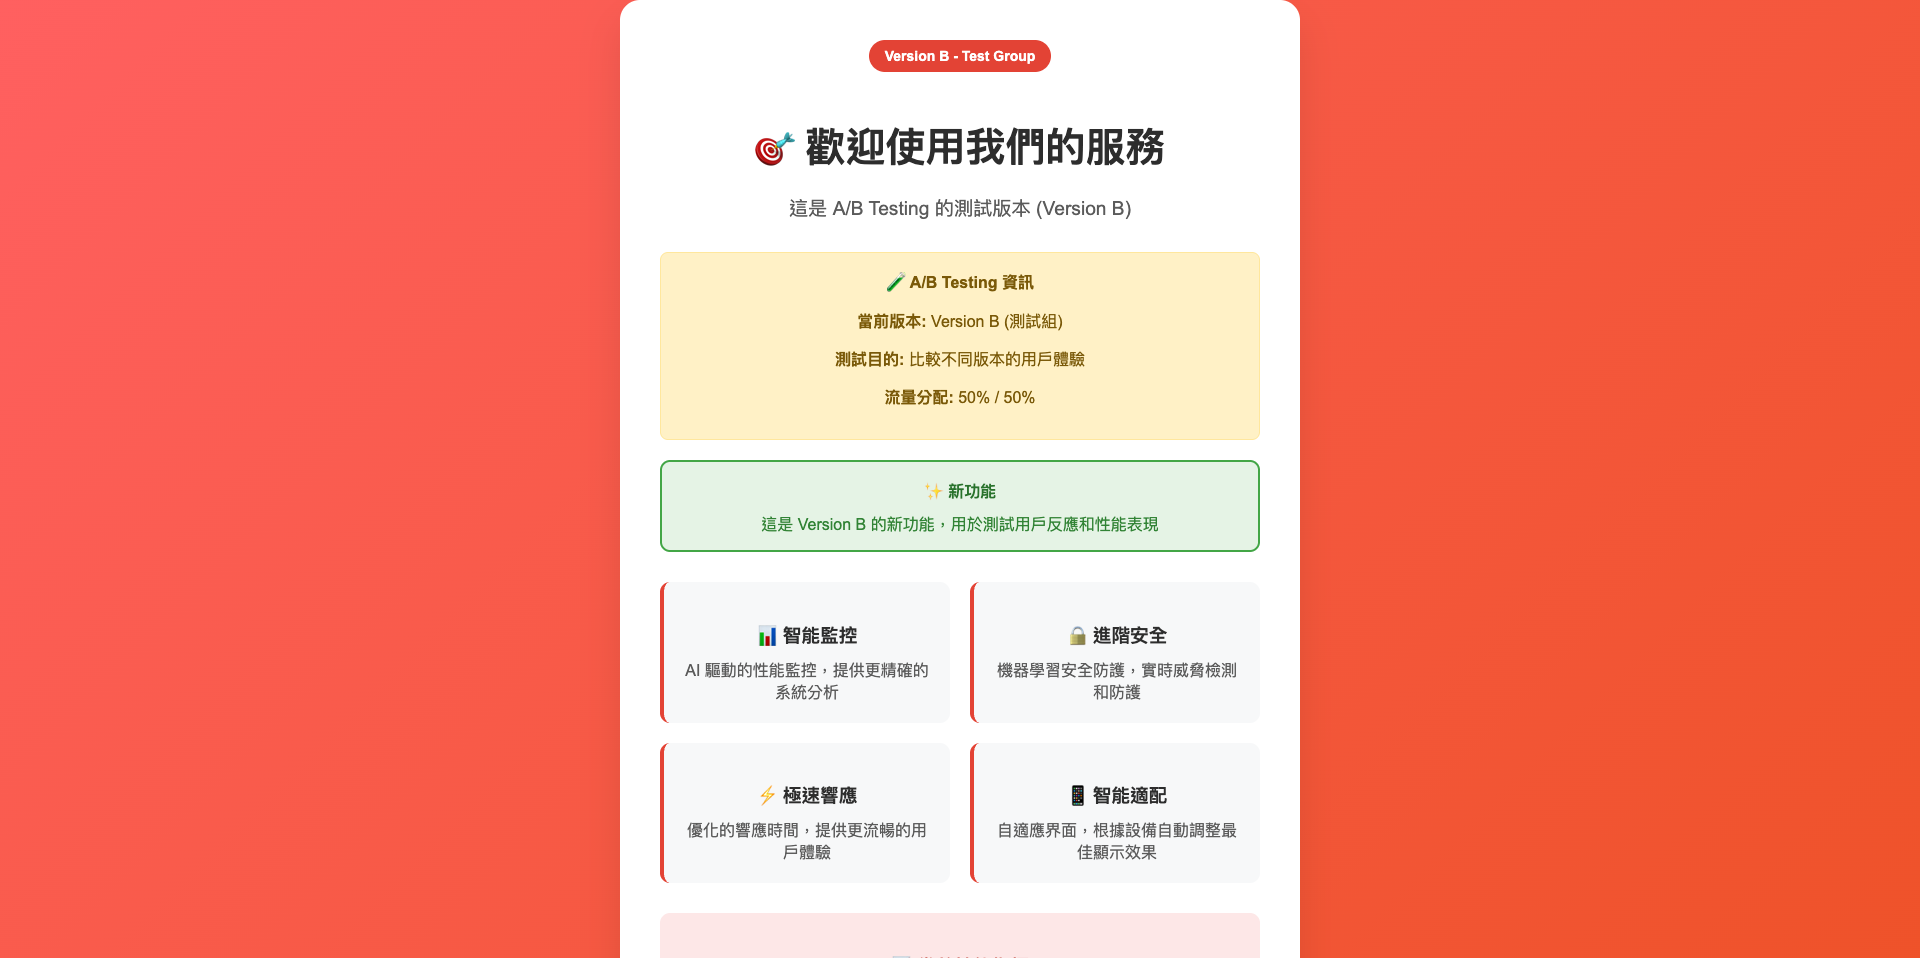 Version B - Test Group
🎯 歡迎使用我們的服務
這是 A/B Testing 的測試版本 (Version B)
🧪 A/B Testing 資訊
當前版本: Version B (測試組)
測試目的: 比較不同版本的用戶體驗
流量分配: 50% / 50%
✨ 新功能
這是 Version B 的新功能，用於測試用戶反應和性能表現
📊 智能監控
AI 驅動的性能監控，提供更精確的
系統分析
🔒 進階安全
機器學習安全防護，實時威脅檢測
和防護
⚡ 極速響應
優化的響應時間，提供更流暢的用
戶體驗
📱 智能適配
自適應界面，根據設備自動調整最
佳顯示效果